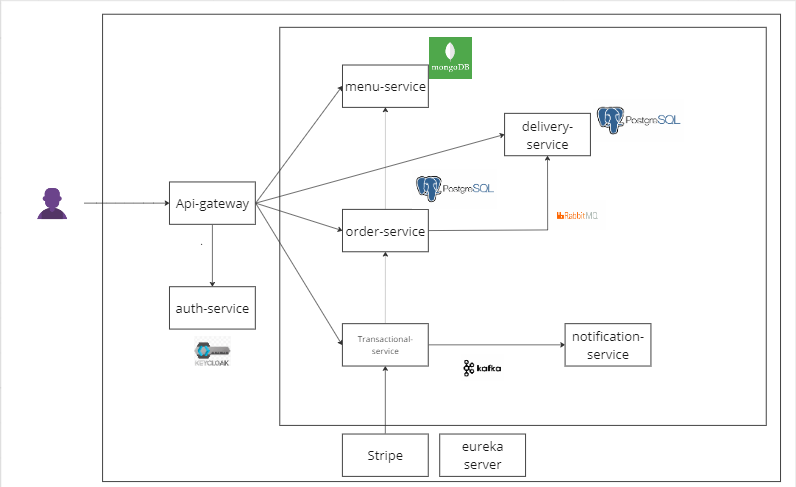 mongoDB
menu-service
delivery-
service
PostgreSQL
PostgreSQL
Api-gateway
RabbitMQ
order-service
auth-service
Transactional-
service
notification-
service
KEYCLOAK
kafka
Stripe
eureka
server